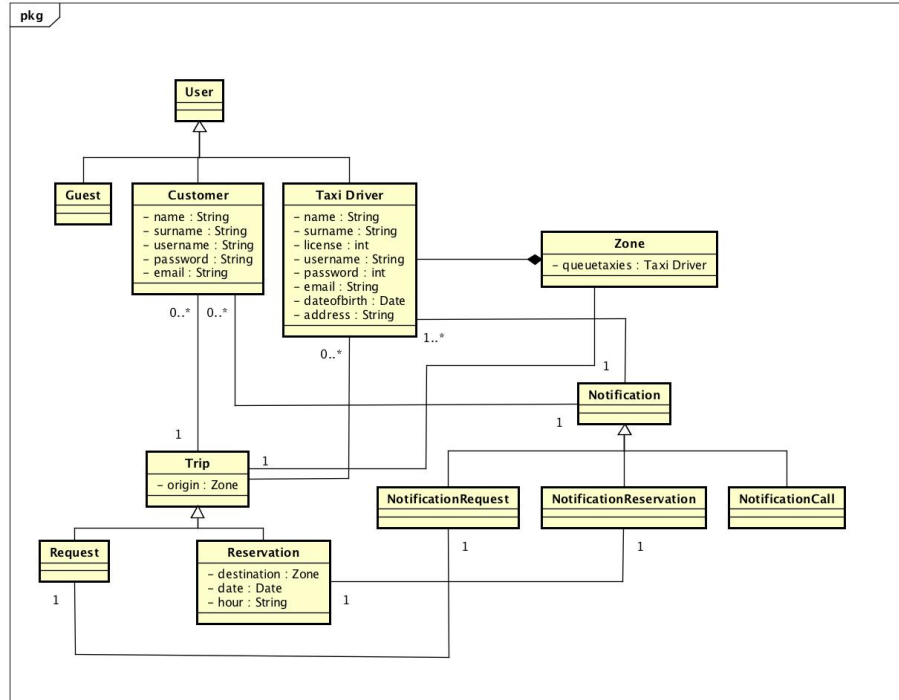 pkg
User
Guest
Customer
- name : String
- surname : String
- username : String
- password : String
- email : String
Taxi Driver
- name : String
- surname : String
- license : int
- username : String
- password : int
- email : String
- dateofbirth : Date
- address : String
Zone
- queuetaxies : Taxi Driver
0..*
0..*
0..*
1..*
1
Notification
1
1
1
Trip
- origin : Zone
NotificationRequest
NotificationReservation
NotificationCall
Request
Reservation
- destination : Zone
- date : Date
- hour : String
1
1
1
1